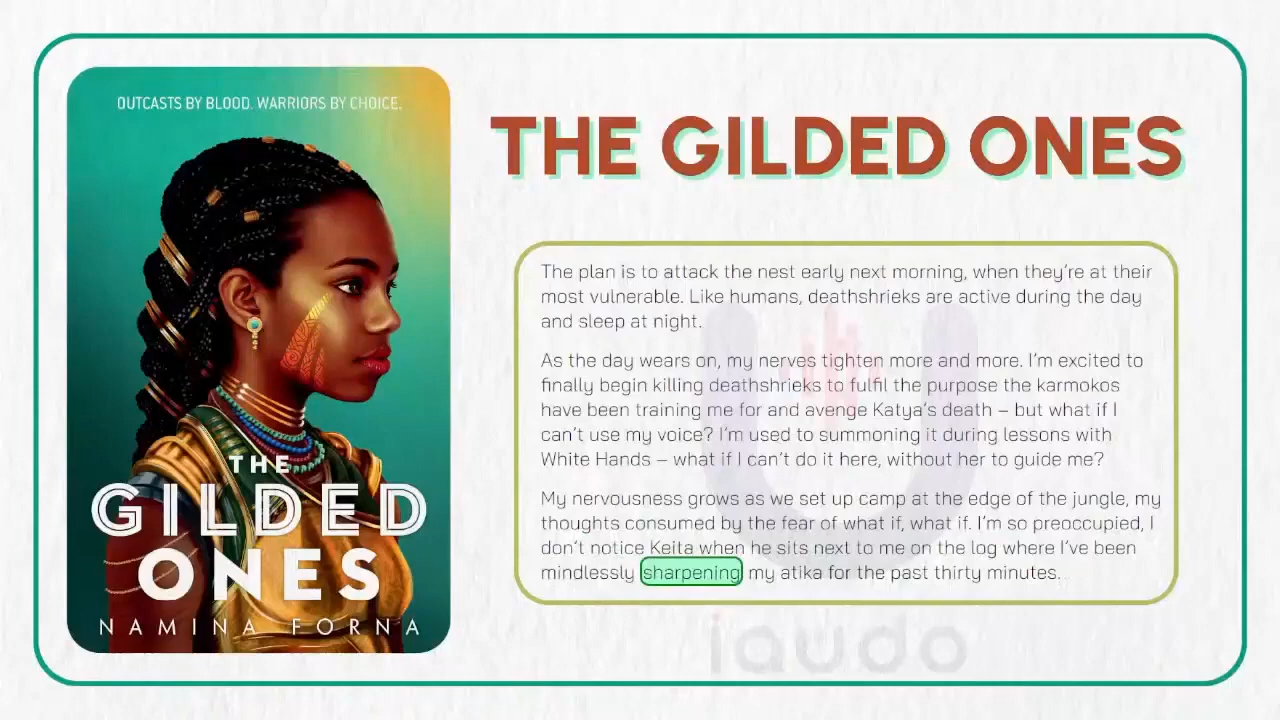 OUTCASTS BY BLOOD. WARRIORS BY CHOICE.
THE
GILDED
ONES
NAMINA FORNA
THE GILDED ONES
The plan is to attack the nest early next morning, when they’re at their
most vulnerable. Like humans, deathshrieks are active during the day
and sleep at night.
As the day wears on, my nerves tighten more and more. I’m excited to
finally begin killing deathshrieks to fulfil the purpose the karmokos
have been training me for and avenge Katya’s death – but what if I
can’t use my voice? I’m used to summoning it during lessons with
White Hands – what if I can’t do it here, without her to guide me?
My nervousness grows as we set up camp at the edge of the jungle, my
thoughts consumed by the fear of what if, what if. I’m so preoccupied, I
don’t notice Keita when he sits next to me on the log where I’ve been
mindlessly sharpening my atika for the past thirty minutes.
iaudo